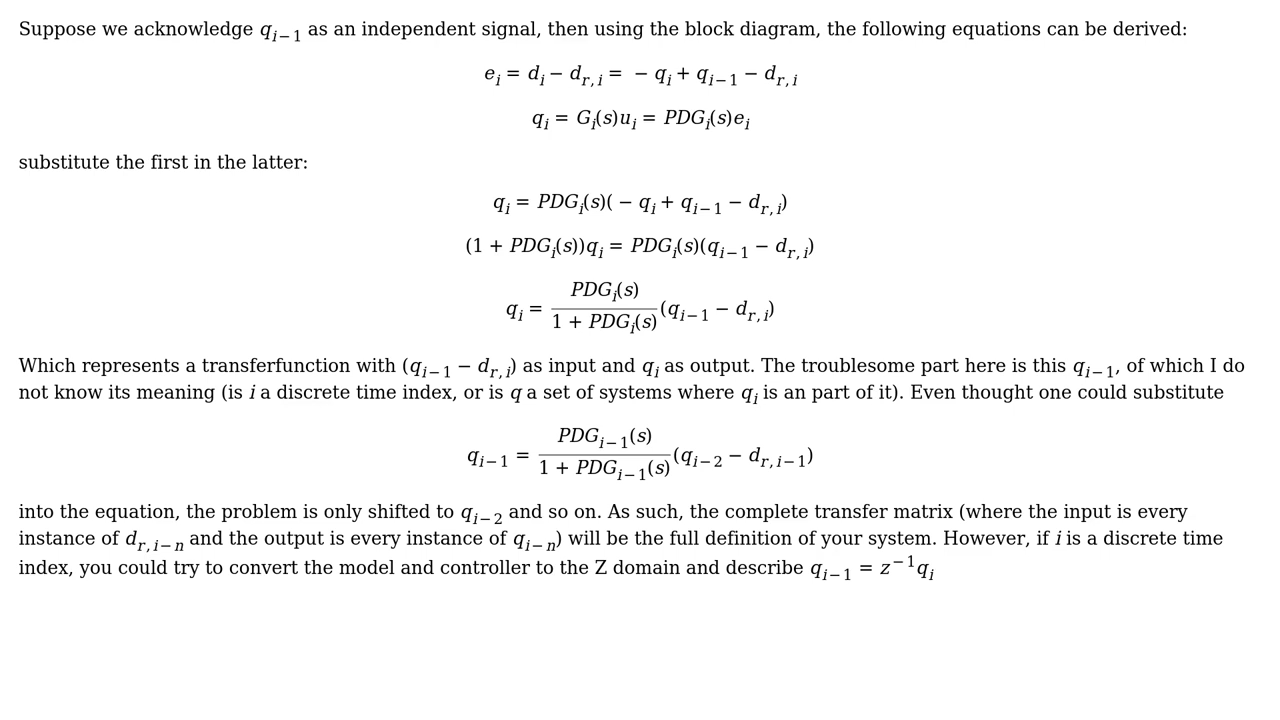 Suppose we acknowledge q_{i−1} as an independent signal, then using the block diagram, the following equations can be derived:
e_i = d_i − d_{r,i} = − q_i + q_{i−1} − d_{r,i}
q_i = G_i(s)u_i = PDG_i(s)e_i
substitute the first in the latter:
q_i = PDG_i(s)( − q_i + q_{i−1} − d_{r,i})
(1 + PDG_i(s))q_i = PDG_i(s)(q_{i−1} − d_{r,i})
q_i = \frac{PDG_i(s)}{1 + PDG_i(s)}(q_{i−1} − d_{r,i})
Which represents a transferfunction with (q_{i−1} − d_{r,i}) as input and q_i as output. The troublesome part here is this q_{i−1}, of which I do
not know its meaning (is i a discrete time index, or is q a set of systems where q_i is an part of it). Even thought one could substitute
q_{i−1} = \frac{PDG_{i−1}(s)}{1 + PDG_{i−1}(s)}(q_{i−2} − d_{r,i−1})
into the equation, the problem is only shifted to q_{i−2} and so on. As such, the complete transfer matrix (where the input is every
instance of d_{r,i−n} and the output is every instance of q_{i−n}) will be the full definition of your system. However, if i is a discrete time
index, you could try to convert the model and controller to the Z domain and describe q_{i−1} = z^{−1}q_i